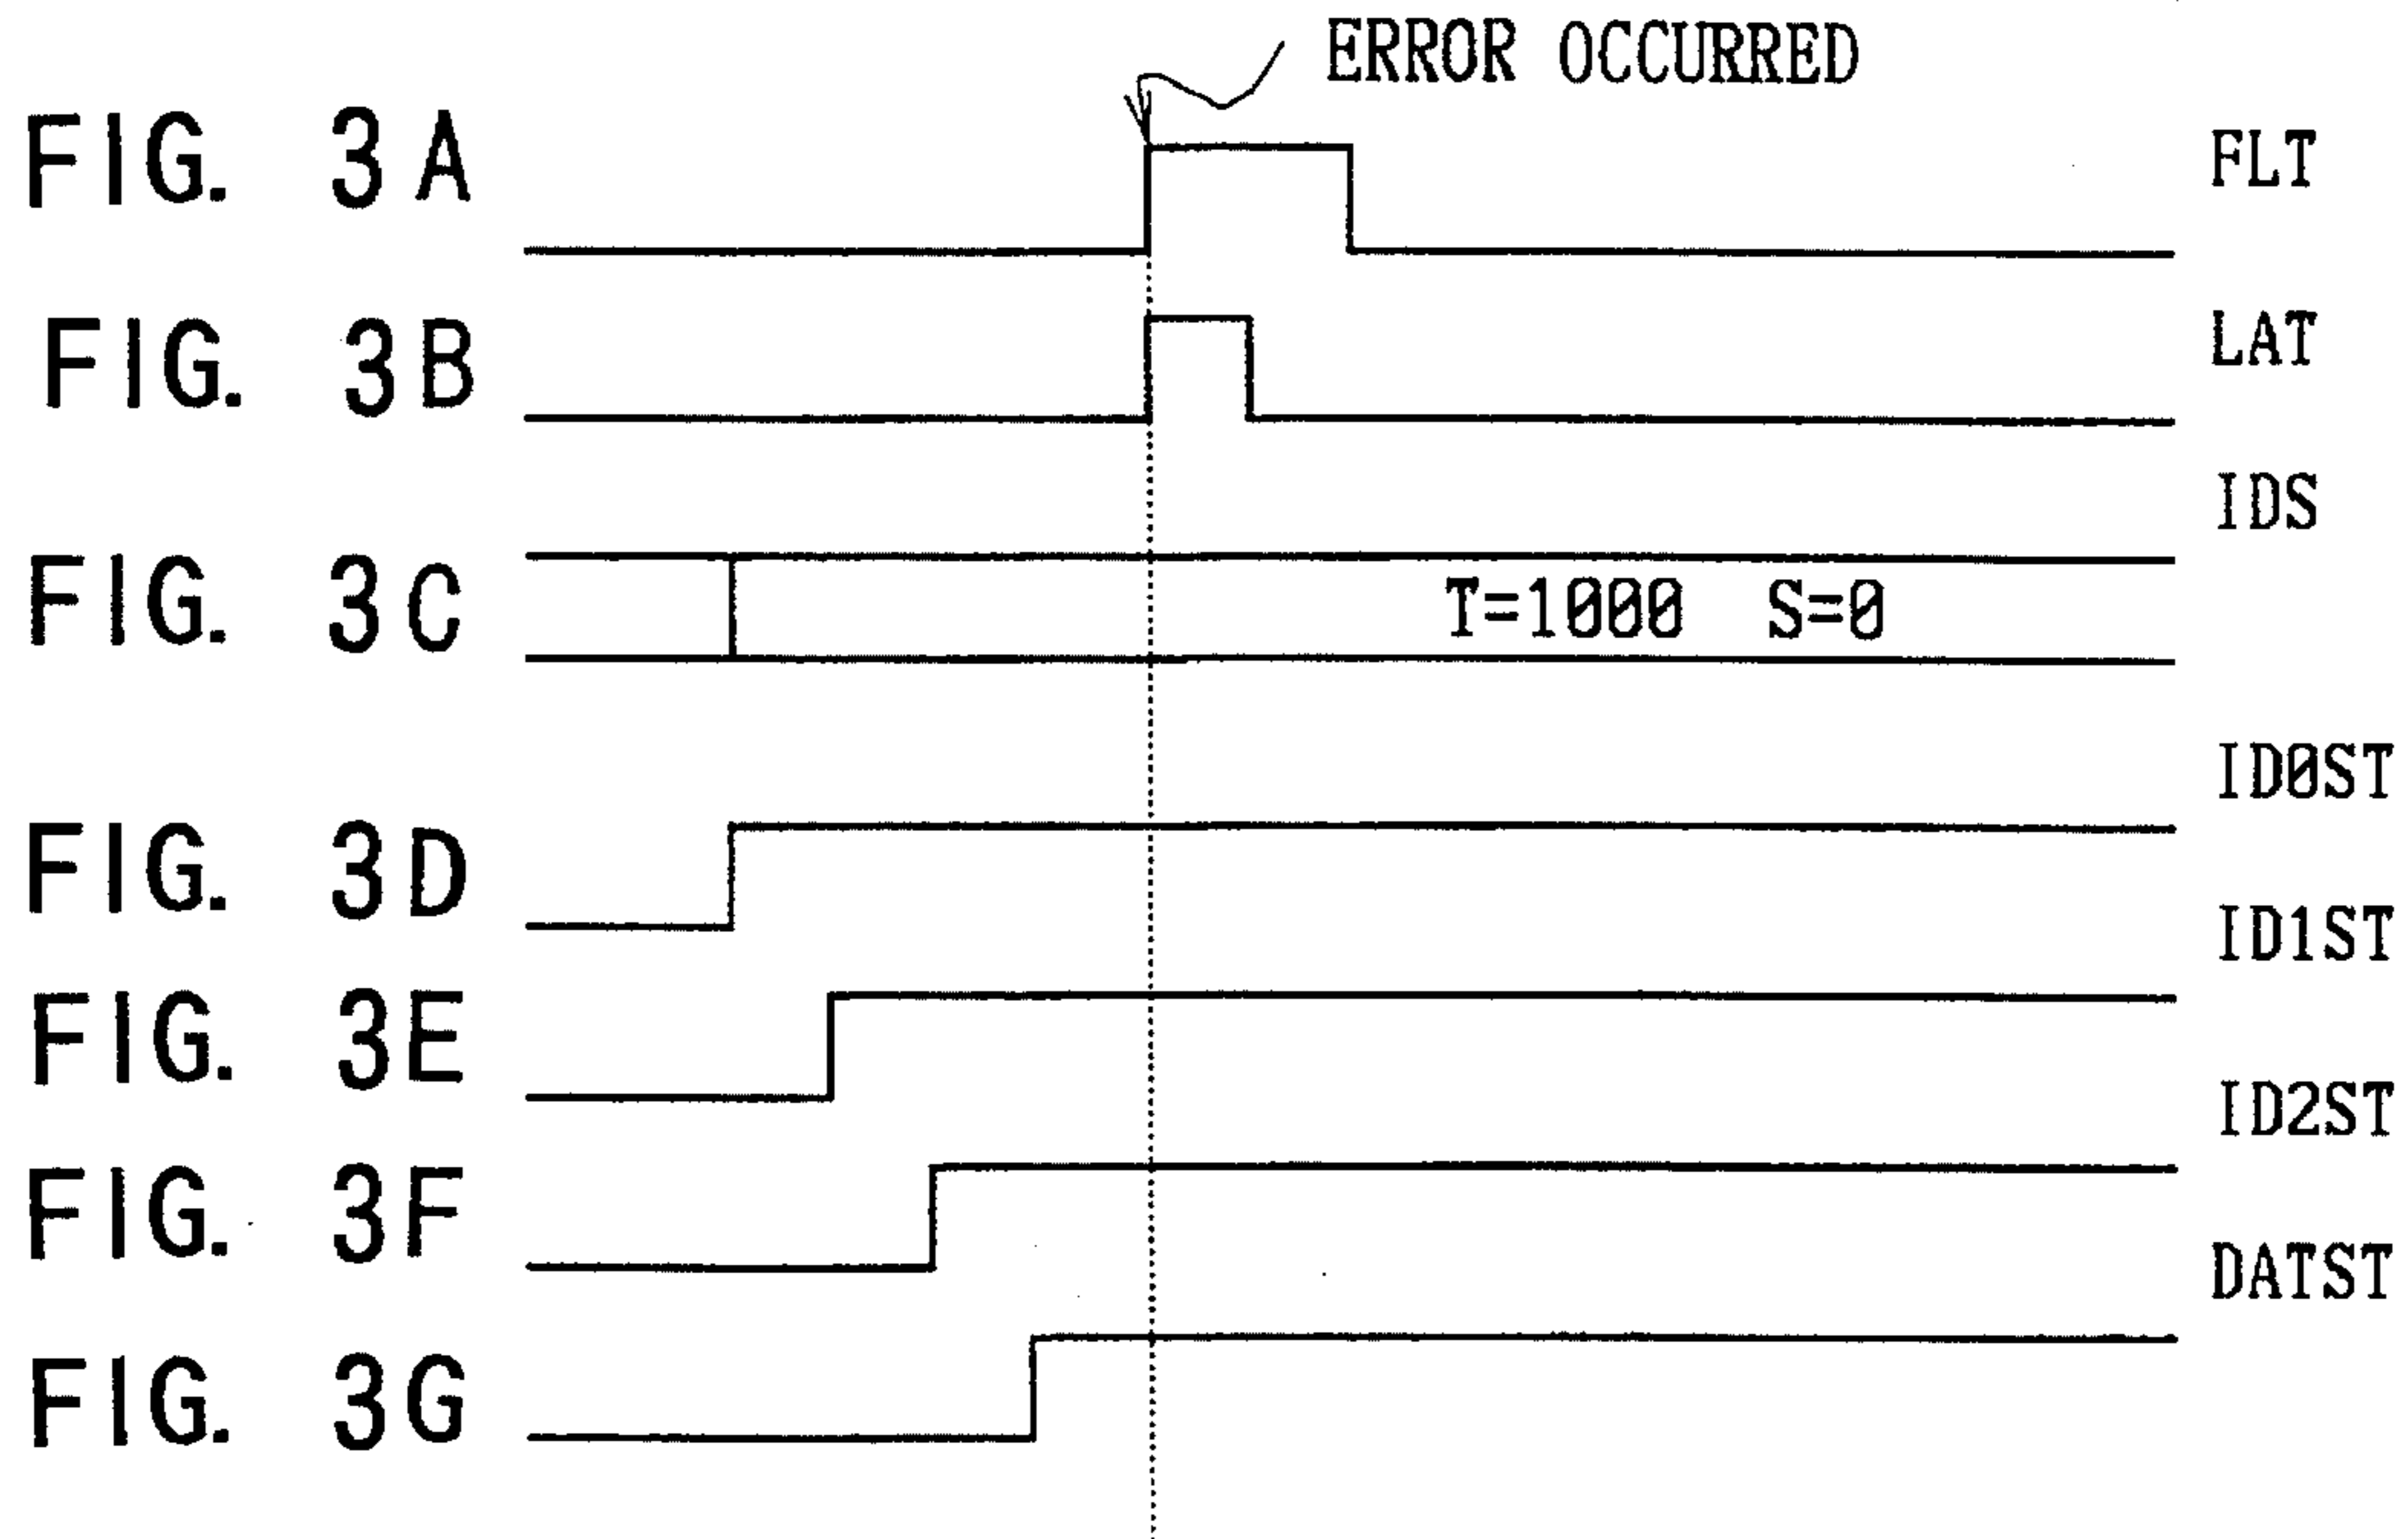 ERROR OCCURRED
FIG. 3A
FLT
FIG. 3B
LAT
IDS
FIG. 3C
T=1000 S=0
ID0ST
FIG. 3D
ID1ST
FIG. 3E
ID2ST
FIG. 3F
DATST
FIG. 3G